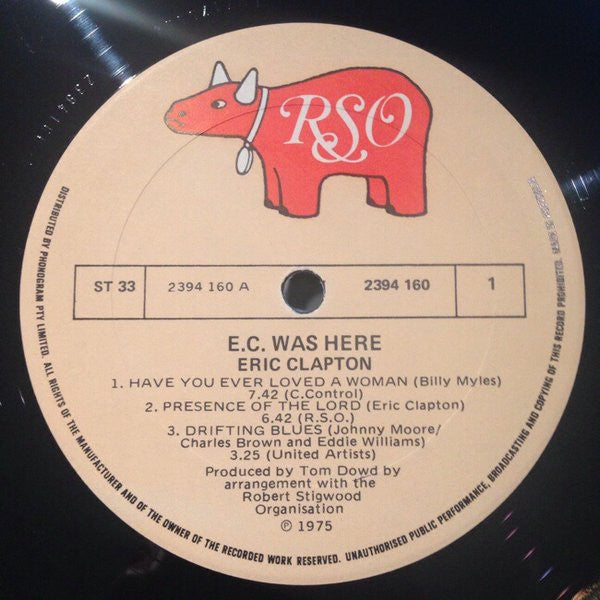 RSO
ST 33 2394 160 A 2394 160 1
E.C. WAS HERE
ERIC CLAPTON
1. HAVE YOU EVER LOVED A WOMAN (Billy Myles)
7.42 (C.Control)
2. PRESENCE OF THE LORD (Eric Clapton)
6.42 (R.S.O.)
3. DRIFTING BLUES (Johnny Moore/
Charles Brown and Eddie Williams)
3.25 (United Artists)
Produced by Tom Dowd by
arrangement with the
Robert Stigwood
Organisation
℗ 1975
DISTRIBUTED BY PHONOGRAM PTY LIMITED. ALL RIGHTS OF THE MANUFACTURER AND OF THE OWNER OF THE RECORDED WORK RESERVED. UNAUTHORISED PUBLIC PERFORMANCE, BROADCASTING AND COPYING OF THIS RECORD PROHIBITED. MADE IN